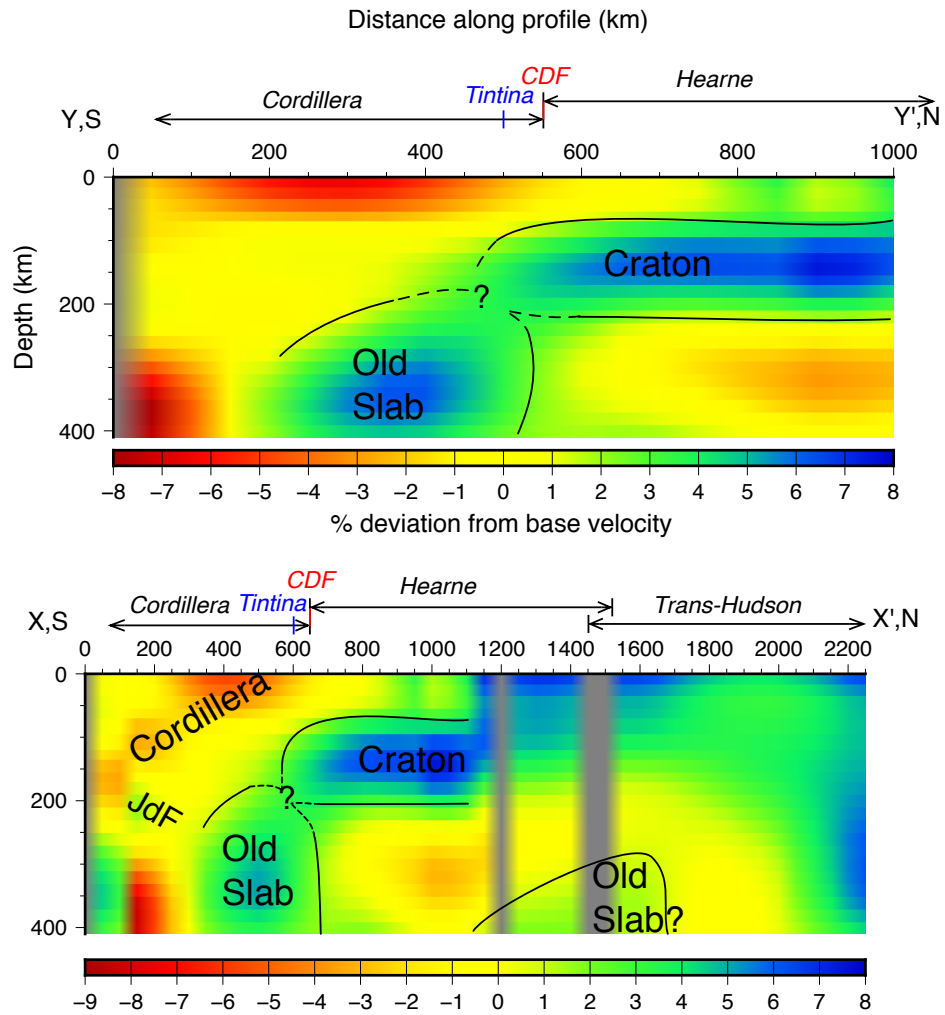 Distance along profile (km)
CDF
Hearne
Cordillera
Tintina
Y,S
Y',N
0 200 400 600 800 1000
0
200
400
Depth (km)
Craton
?
Old
Slab
−8 −7 −6 −5 −4 −3 −2 −1 0 1 2 3 4 5 6 7 8
% deviation from base velocity
CDF
Hearne
Cordillera
Tintina
Trans-Hudson
X,S
X',N
0 200 400 600 800 1000 1200 1400 1600 1800 2000 2200
0
200
400
Cordillera
Craton
JdF
?
Old
Slab
Old
Slab?
−9 −8 −7 −6 −5 −4 −3 −2 −1 0 1 2 3 4 5 6 7 8